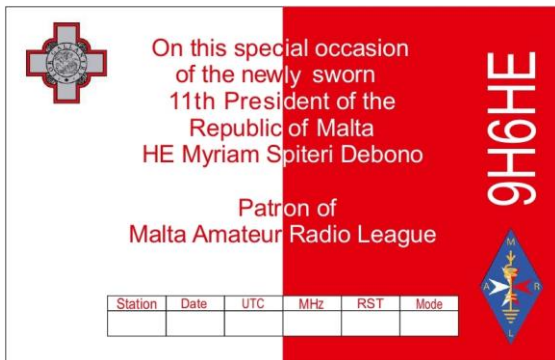 On this special occasion
of the newly sworn
11th President of the
Republic of Malta
HE Myriam Spiteri Debono
Patron of
Malta Amateur Radio League
9H6HE
M
A R
L
Station Date UTC MHz RST Mode